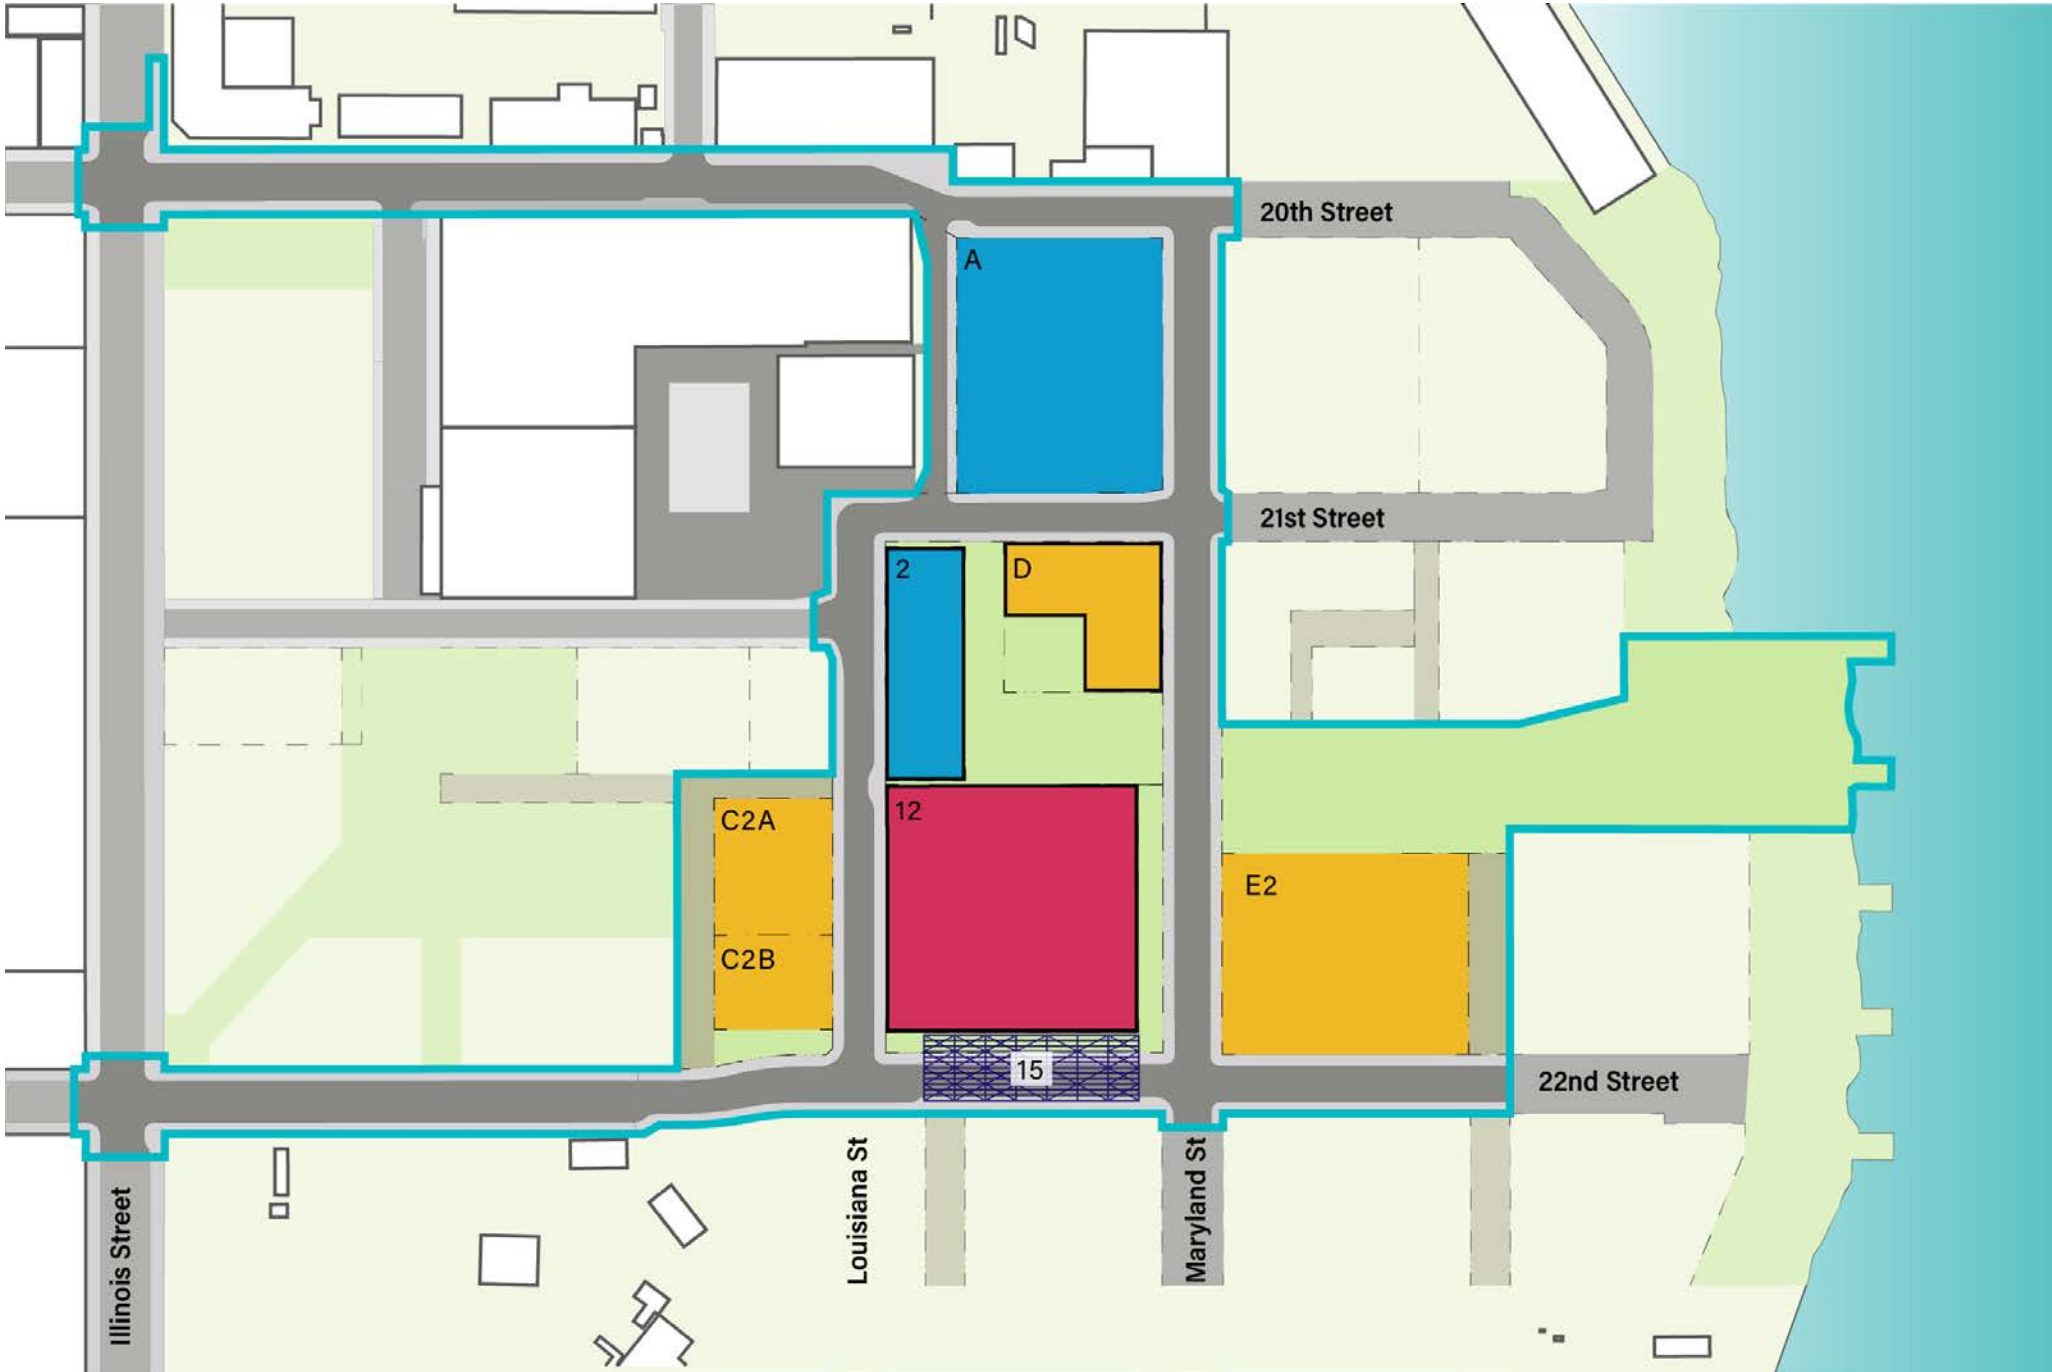 20th Street
A
21st Street
2
D
12
C2A
E2
C2B
15
22nd Street
Illinois Street
Louisiana St
Maryland St